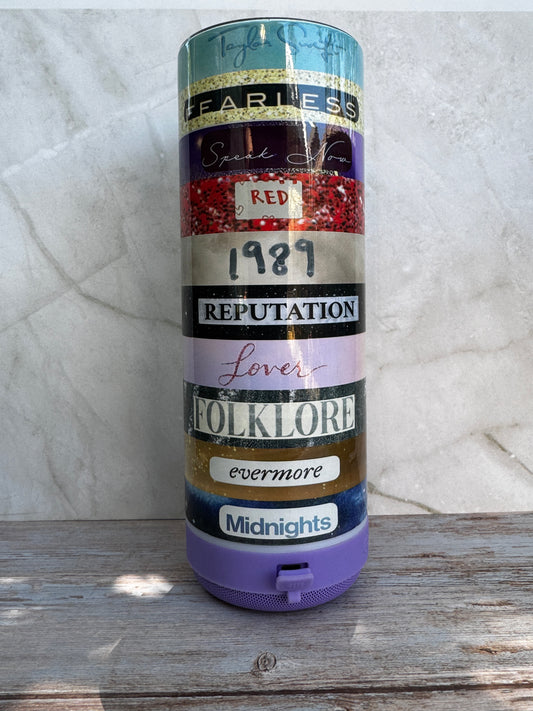 Taylor Swift
FEARLESS
Speak Now
RED
1989
REPUTATION
Lover
FOLKLORE
evermore
Midnights